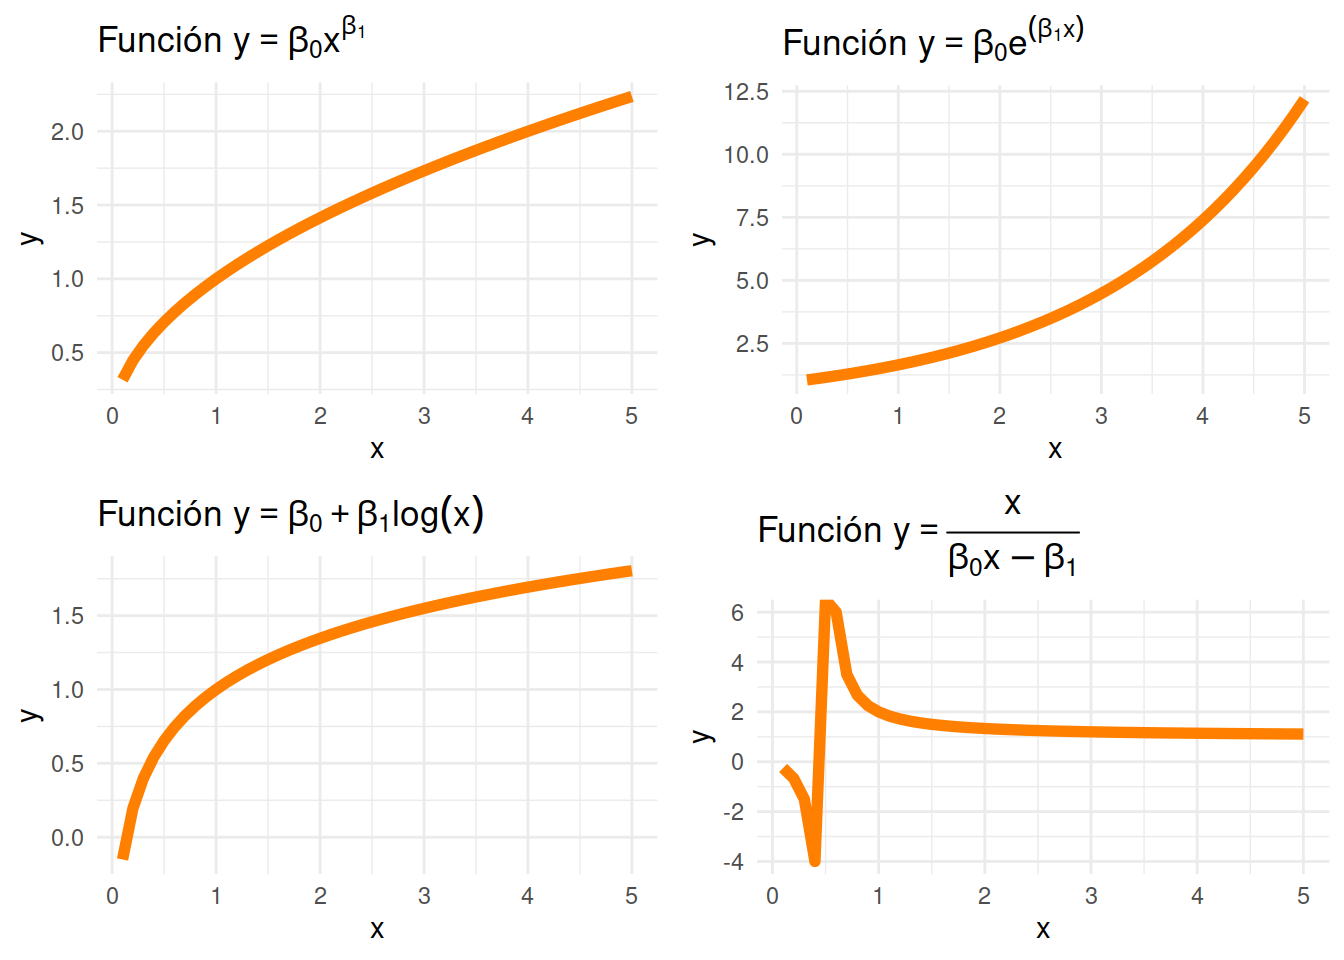 Función y = β₀x^β₁
2.0
1.5
1.0
0.5
y
0 1 2 3 4 5
x
Función y = β₀e^(β₁x)
12.5
10.0
7.5
5.0
2.5
y
0 1 2 3 4 5
x
Función y = β₀ + β₁log(x)
1.5
1.0
0.5
0.0
y
0 1 2 3 4 5
x
x
Función y =
β₀x − β₁
6
4
2
0
-2
-4
y
0 1 2 3 4 5
x